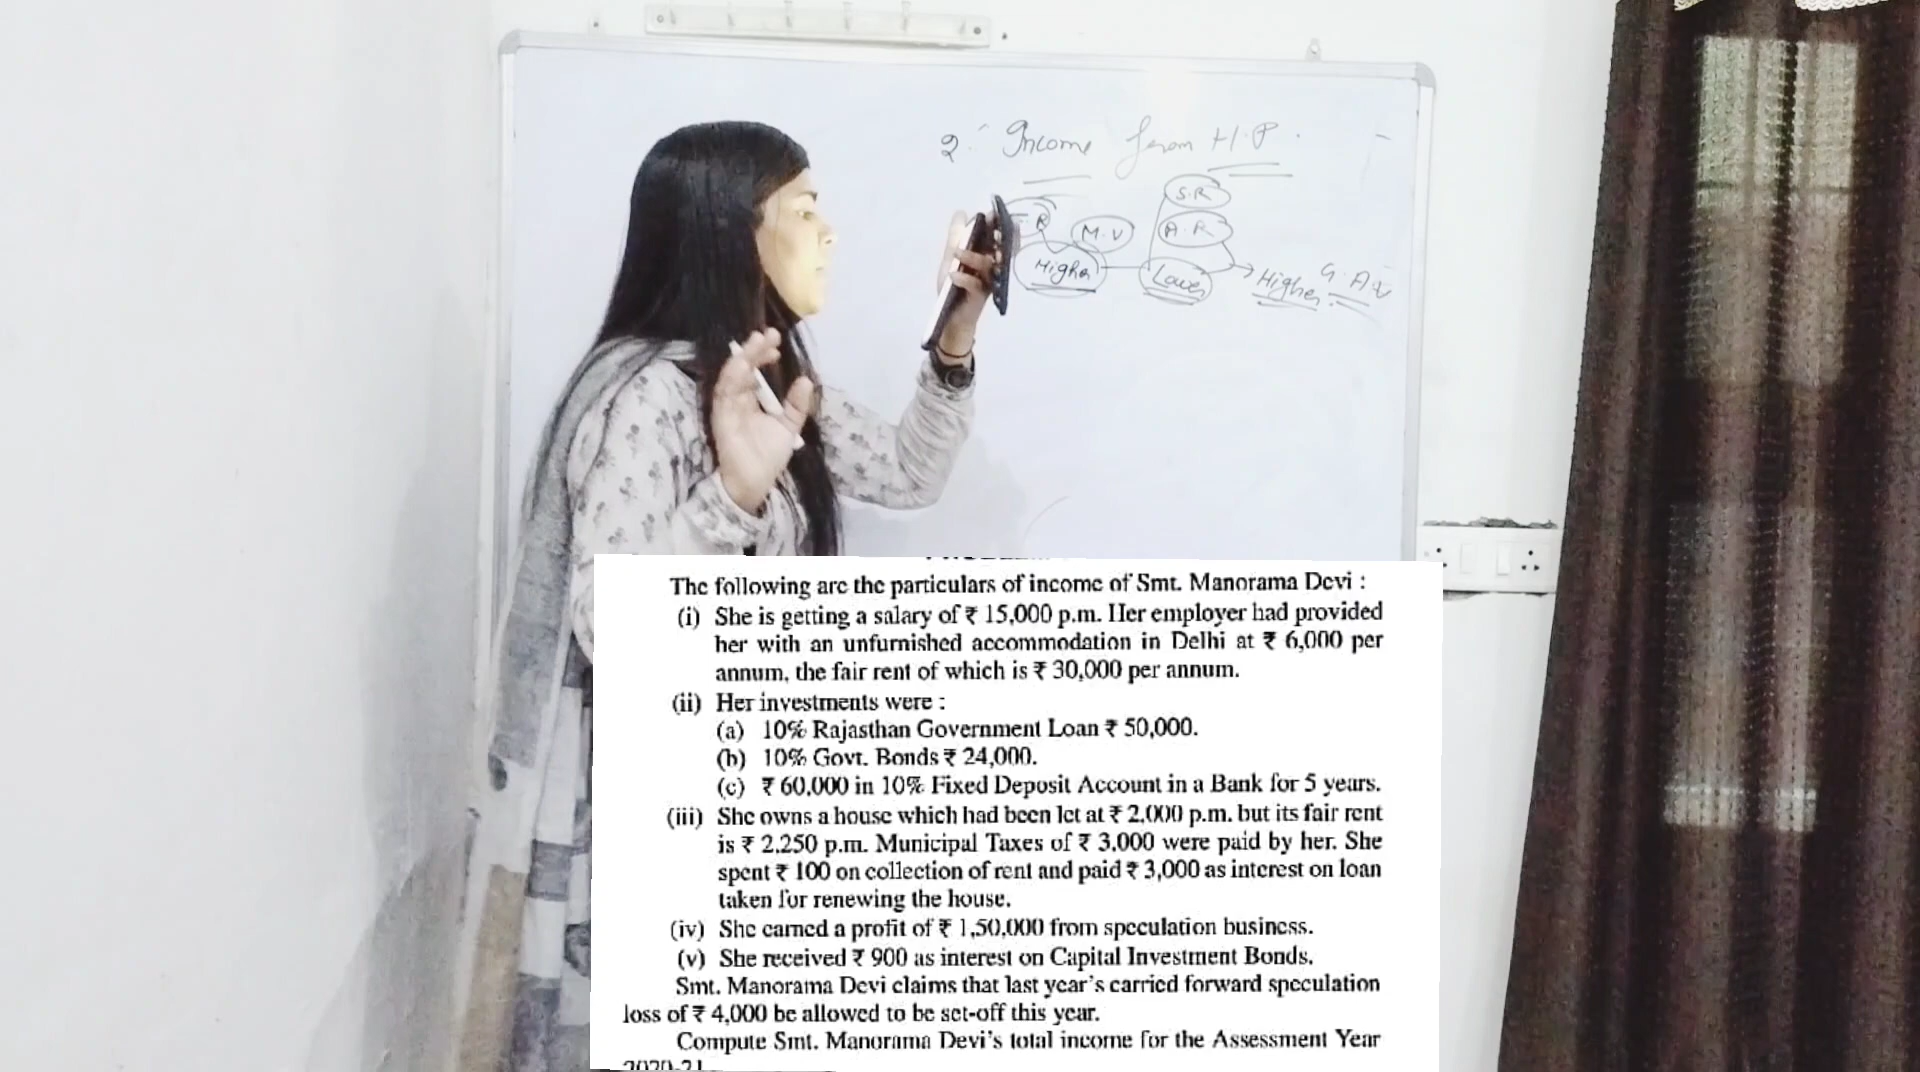 2. Income from H.P.
S.R
R
M.V
A.R
Higher
Lower
Higher
G.A.V
The following are the particulars of income of Smt. Manorama Devi :
(i) She is getting a salary of ₹ 15,000 p.m. Her employer had provided
her with an unfurnished accommodation in Delhi at ₹ 6,000 per
annum, the fair rent of which is ₹ 30,000 per annum.
(ii) Her investments were :
(a) 10% Rajasthan Government Loan ₹ 50,000.
(b) 10% Govt. Bonds ₹ 24,000.
(c) ₹ 60,000 in 10% Fixed Deposit Account in a Bank for 5 years.
(iii) She owns a house which had been let at ₹ 2,000 p.m. but its fair rent
is ₹ 2,250 p.m. Municipal Taxes of ₹ 3,000 were paid by her. She
spent ₹ 100 on collection of rent and paid ₹ 3,000 as interest on loan
taken for renewing the house.
(iv) She earned a profit of ₹ 1,50,000 from speculation business.
(v) She received ₹ 900 as interest on Capital Investment Bonds.
Smt. Manorama Devi claims that last year's carried forward speculation
loss of ₹ 4,000 be allowed to be set-off this year.
Compute Smt. Manorama Devi's total income for the Assessment Year
2020-21